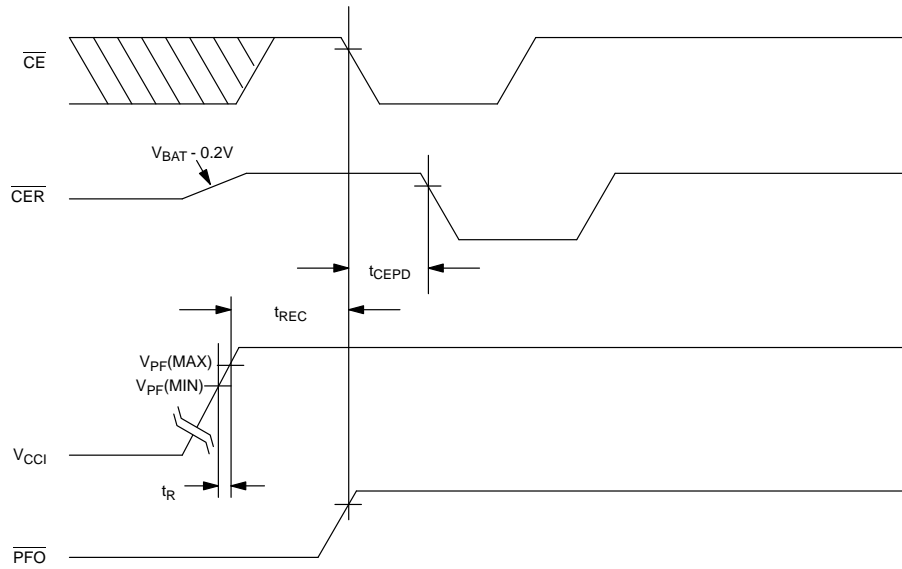 CE
V_BAT - 0.2V
CER
t_CEPD
t_REC
V_PF(MAX)
V_PF(MIN)
V_CCI
t_R
PFO